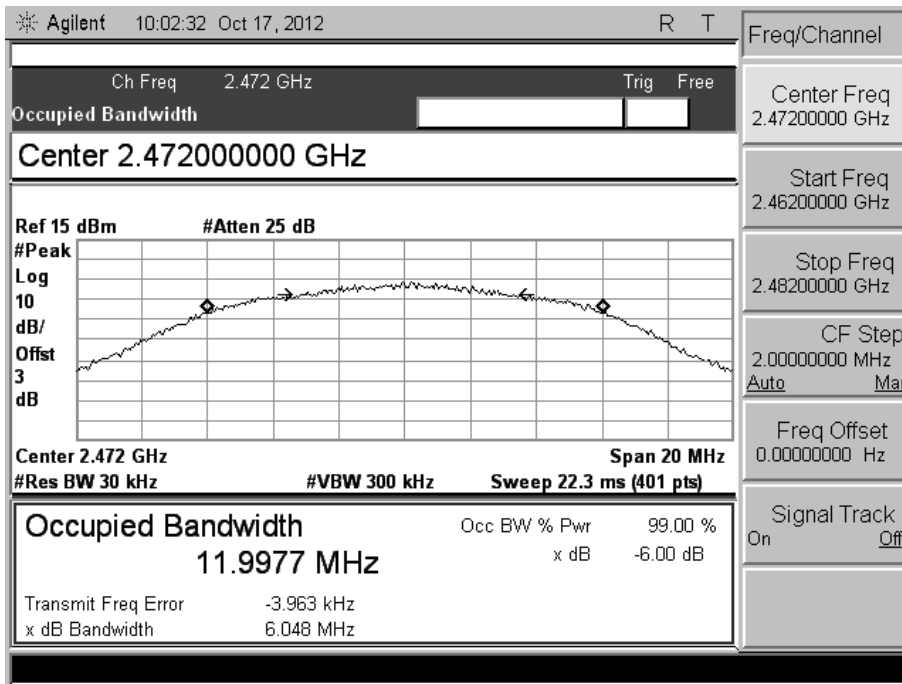 Agilent 10:02:32 Oct 17, 2012 R T
Ch Freq 2.472 GHz Trig Free
Occupied Bandwidth
Center 2.472000000 GHz
Ref 15 dBm #Atten 25 dB
#Peak
Log
10
dB/
Offst
3
dB
Center 2.472 GHz Span 20 MHz
#Res BW 30 kHz #VBW 300 kHz Sweep 22.3 ms (401 pts)
Occupied Bandwidth Occ BW % Pwr 99.00 %
11.9977 MHz x dB -6.00 dB
Transmit Freq Error -3.963 kHz
x dB Bandwidth 6.048 MHz
Freq/Channel
Center Freq
2.47200000 GHz
Start Freq
2.46200000 GHz
Stop Freq
2.48200000 GHz
CF Step
2.00000000 MHz
Auto Ma
Freq Offset
0.00000000 Hz
Signal Track
On Off